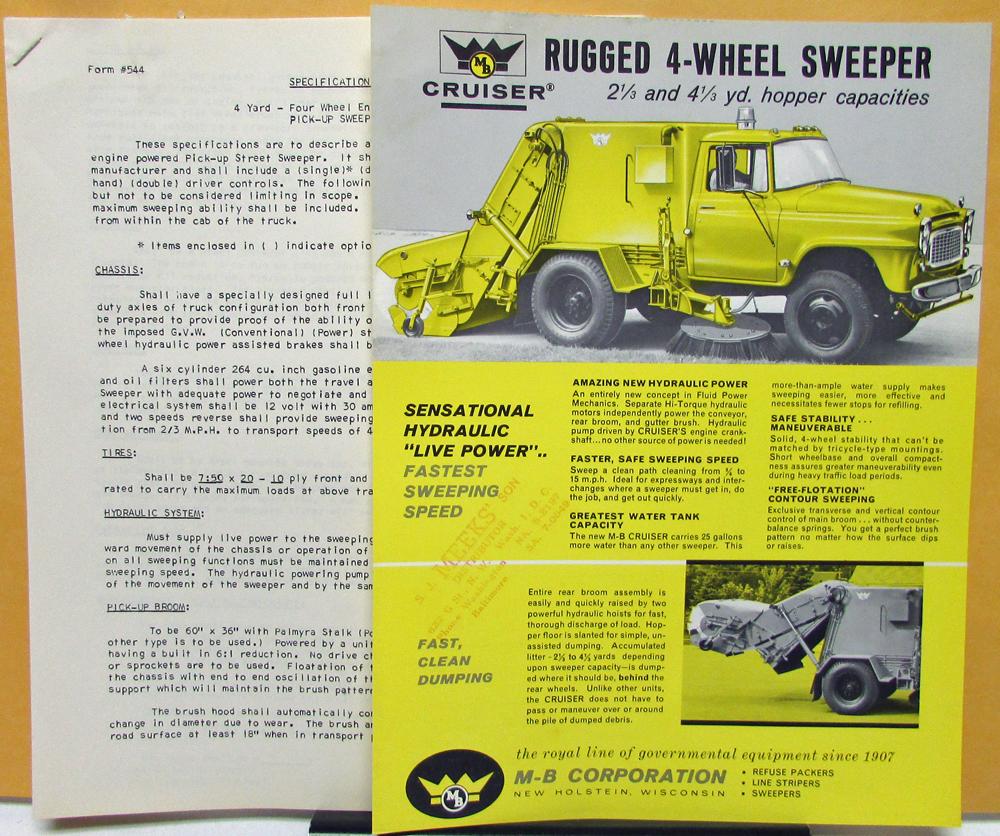 Form #544
SPECIFICATION
4 Yard - Four Wheel En
PICK-UP SWEEP
These specifications are to describe a
engine powered Pick-up Street Sweeper. It sh
manufacturer and shall include a (single)* (d
hand) (double) driver controls. The followin
but not to be considered limiting in scope.
maximum sweeping ability shall be included.
from within the cab of the truck.
* Items enclosed in ( ) indicate optio
CHASSIS:
Shall have a specially designed full l
duty axles of truck configuration both front
be prepared to provide proof of the ability o
the imposed G.V.W. (Conventional) (Power) st
wheel hydraulic power assisted brakes shall b
A six cylinder 264 cu. inch gasoline e
and oil filters shall power both the travel a
Sweeper with adequate power to negotiate and
electrical system shall be 12 volt with 30 am
and two speeds reverse shall provide sweeping
tion from 2/3 M.P.H. to transport speeds of 4
TIRES:
Shall be 7:50 x 20 - 10 ply front and
rated to carry the maximum loads at above tra
HYDRAULIC SYSTEM:
Must supply live power to the sweeping
ward movement of the chassis or operation of
on all sweeping functions must be maintained
sweeping speed. The hydraulic powering pump
of the movement of the sweeper and by the sam
PICK-UP BROOM:
To be 60" x 36" with Palmyra Stalk (Po
other type is to be used.) Powered by a unit
having a built in 6:1 reduction. No drive ch
or sprockets are to be used. Floatation of t
the chassis with end to end oscillation of t
support which will maintain the brush pattern
The brush hood shall automatically con
change in diameter due to wear. The brush an
road surface at least 18" when in transport p
MB
CRUISER®
RUGGED 4-WHEEL SWEEPER
2⅓ and 4⅓ yd. hopper capacities
SENSATIONAL
HYDRAULIC
"LIVE POWER"..
FASTEST
SWEEPING
SPEED
AMAZING NEW HYDRAULIC POWER
An entirely new concept in Fluid Power
Mechanics. Separate Hi-Torque hydraulic
motors independently power the conveyor,
rear broom, and gutter brush. Hydraulic
pump driven by CRUISER'S engine crank-
shaft...no other source of power is needed!
FASTER, SAFE SWEEPING SPEED
Sweep a clean path cleaning from ¾ to
15 m.p.h. Ideal for expressways and inter-
changes where a sweeper must get in, do
the job, and get out quickly.
GREATEST WATER TANK
CAPACITY
The new M-B CRUISER carries 25 gallons
more water than any other sweeper. This
more-than-ample water supply makes
sweeping easier, more effective and
necessitates fewer stops for refilling.
SAFE STABILITY...
MANEUVERABLE
Solid, 4-wheel stability that can't be
matched by tricycle-type mountings.
Short wheelbase and overall compact-
ness assures greater maneuverability even
during heavy traffic load periods.
"FREE-FLOTATION"
CONTOUR SWEEPING
Exclusive transverse and vertical contour
control of main broom...without counter-
balance springs. You get a perfect brush
pattern no matter how the surface dips
or raises.
S. J. MEEKS' SON
Baltimore
FAST,
CLEAN
DUMPING
Entire rear broom assembly is
easily and quickly raised by two
powerful hydraulic hoists for fast,
thorough discharge of load. Hop-
per floor is slanted for simple, un-
assisted dumping. Accumulated
litter -2⅓ to 4⅓ yards depending
upon sweeper capacity—is dump-
ed where it should be, behind the
rear wheels. Unlike other units,
the CRUISER does not have to
pass or maneuver over or around
the pile of dumped debris.
MB
the royal line of governmental equipment since 1907
M-B CORPORATION
NEW HOLSTEIN, WISCONSIN
• REFUSE PACKERS
• LINE STRIPERS
• SWEEPERS